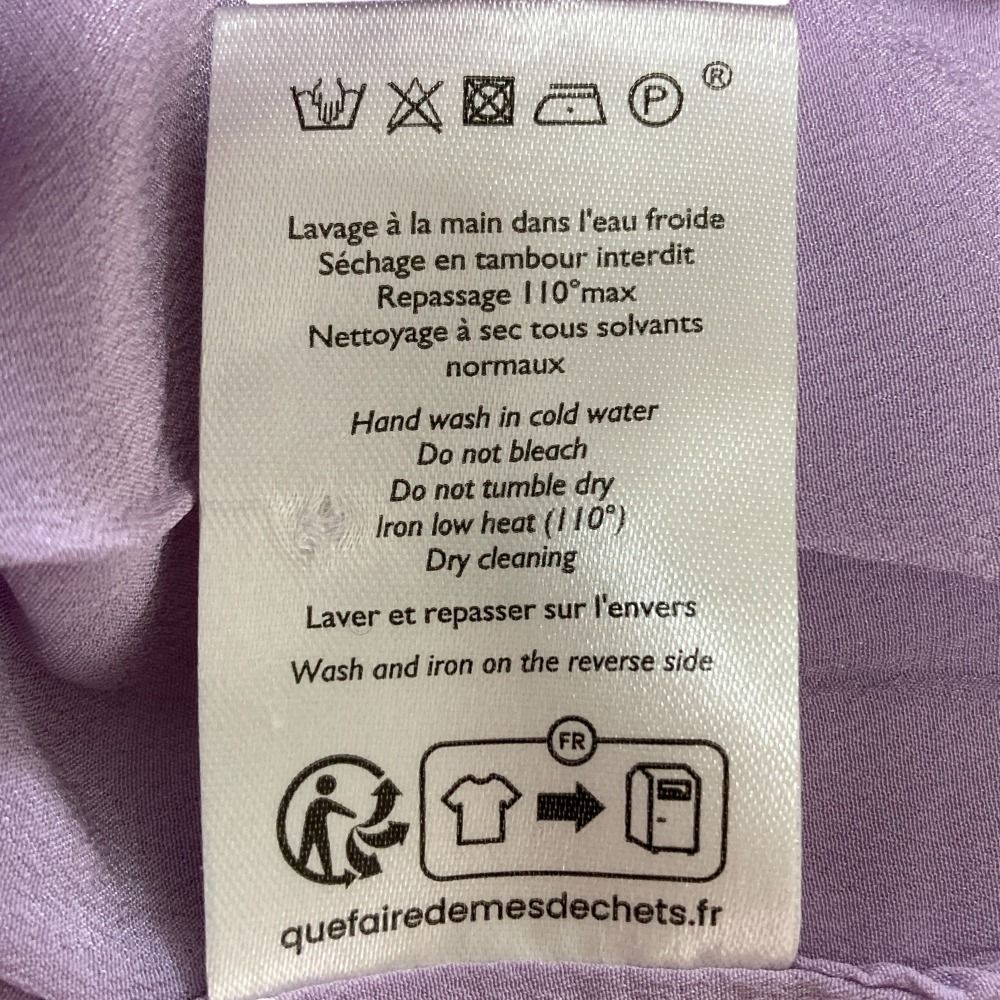 P ®
Lavage à la main dans l'eau froide
Séchage en tambour interdit
Repassage 110°max
Nettoyage à sec tous solvants
normaux
Hand wash in cold water
Do not bleach
Do not tumble dry
Iron low heat (110°)
Dry cleaning
Laver et repasser sur l'envers
Wash and iron on the reverse side
FR
quefairedemesdechets.fr